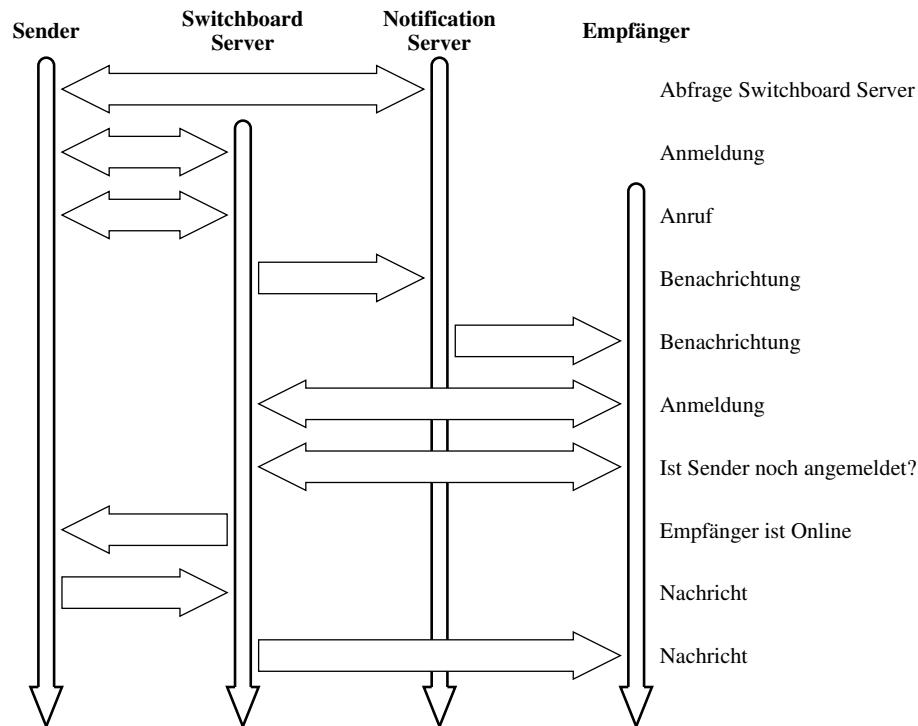 Sender
Switchboard
Server
Notification
Server
Empfänger
Abfrage Switchboard Server
Anmeldung
Anruf
Benachrichtung
Benachrichtung
Anmeldung
Ist Sender noch angemeldet?
Empfänger ist Online
Nachricht
Nachricht